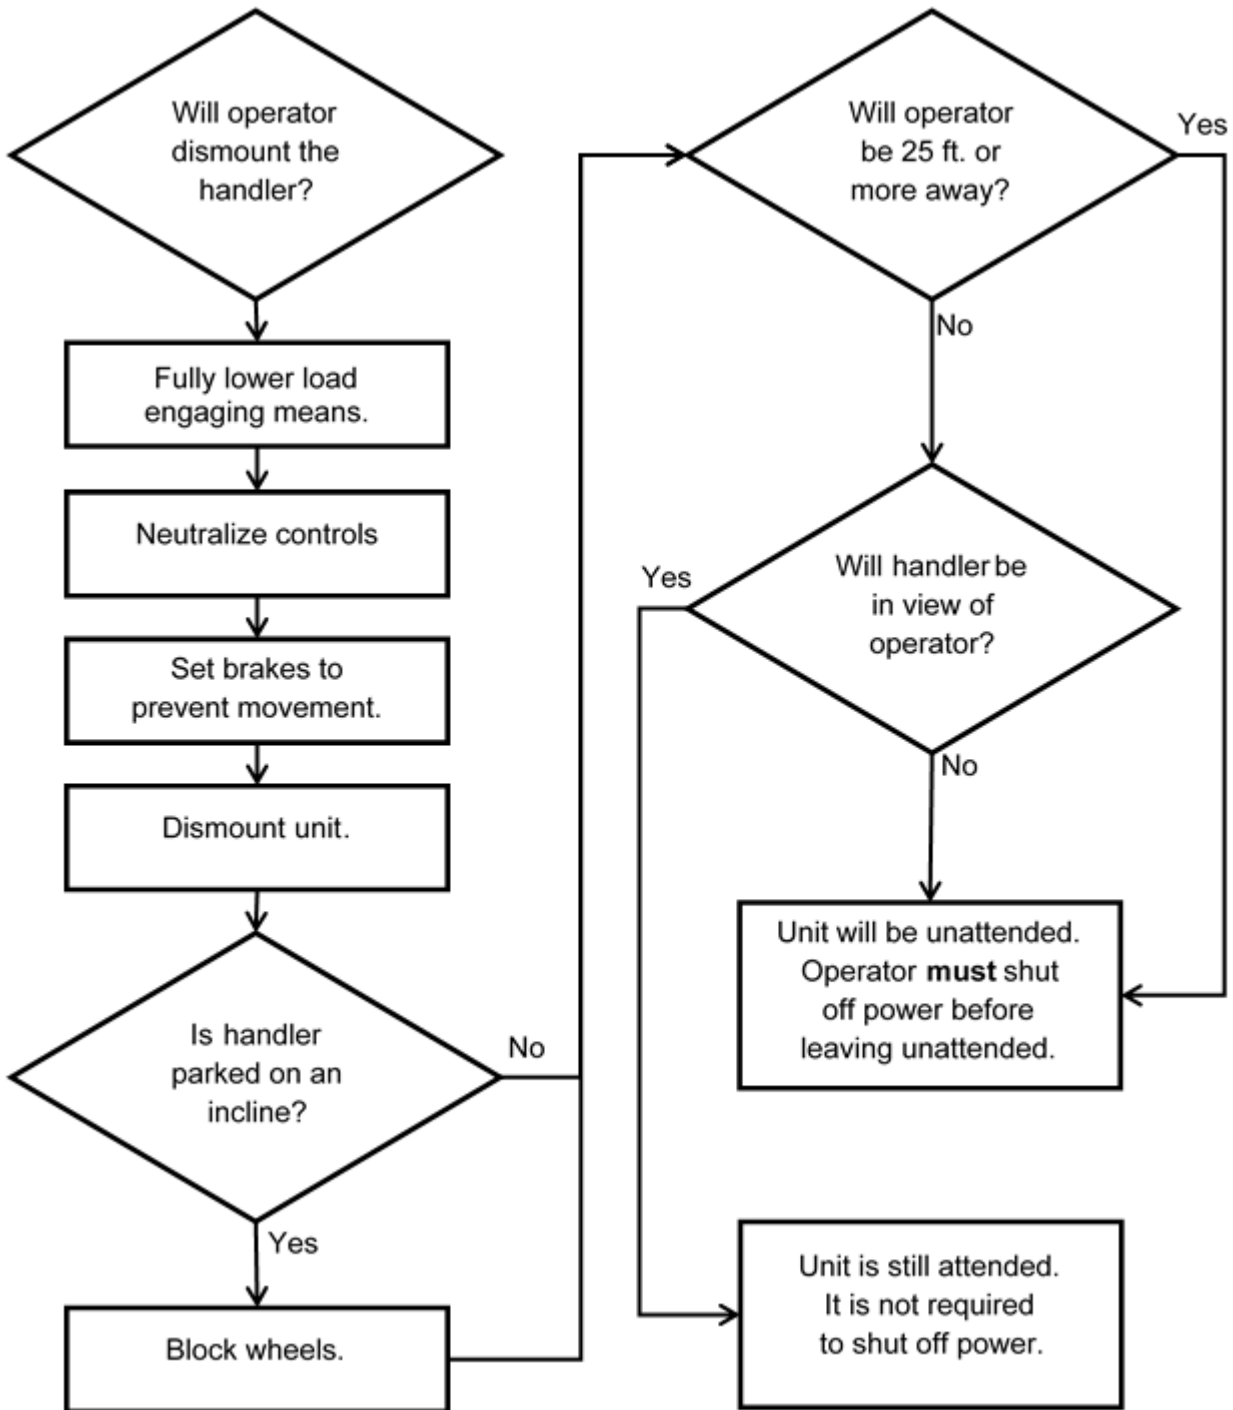 Will operator
dismount the
handler?
Fully lower load
engaging means.
Neutralize controls
Set brakes to
prevent movement.
Dismount unit.
Is handler
parked on an
incline?
No
Yes
Block wheels.
Will operator
be 25 ft. or
more away?
Yes
No
Will handler be
in view of
operator?
Yes
No
Unit will be unattended.
Operator must shut
off power before
leaving unattended.
Unit is still attended.
It is not required
to shut off power.